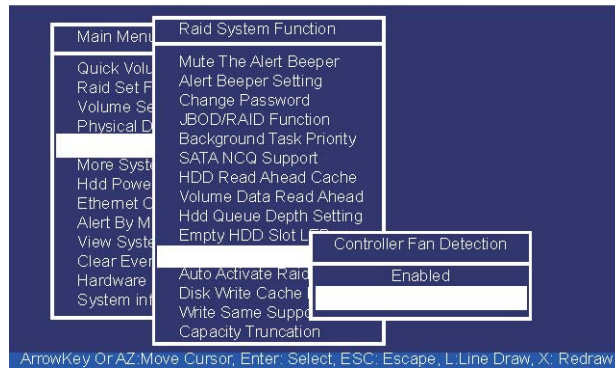 Main Menu
Quick Volu
Raid Set F
Volume Se
Physical D
More Syste
Hdd Powe
Ethernet C
Alert By M
View Syste
Clear Ever
Hardware
System inf
Raid System Function
Mute The Alert Beeper
Alert Beeper Setting
Change Password
JBOD/RAID Function
Background Task Priority
SATA NCQ Support
HDD Read Ahead Cache
Volume Data Read Ahead
Hdd Queue Depth Setting
Empty HDD Slot LED
Auto Activate Raid
Disk Write Cache
Write Same Suppo
Capacity Truncation
Controller Fan Detection
Enabled
ArrowKey Or AZ:Move Cursor, Enter: Select, ESC: Escape, L:Line Draw, X: Redraw